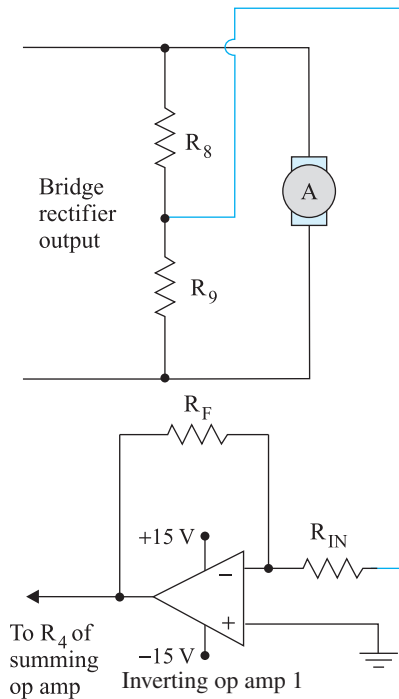 R8
A
Bridge
rectifier
output
R9
RF
+15 V
RIN
−
+
To R4 of
summing
op amp
−15 V
Inverting op amp 1